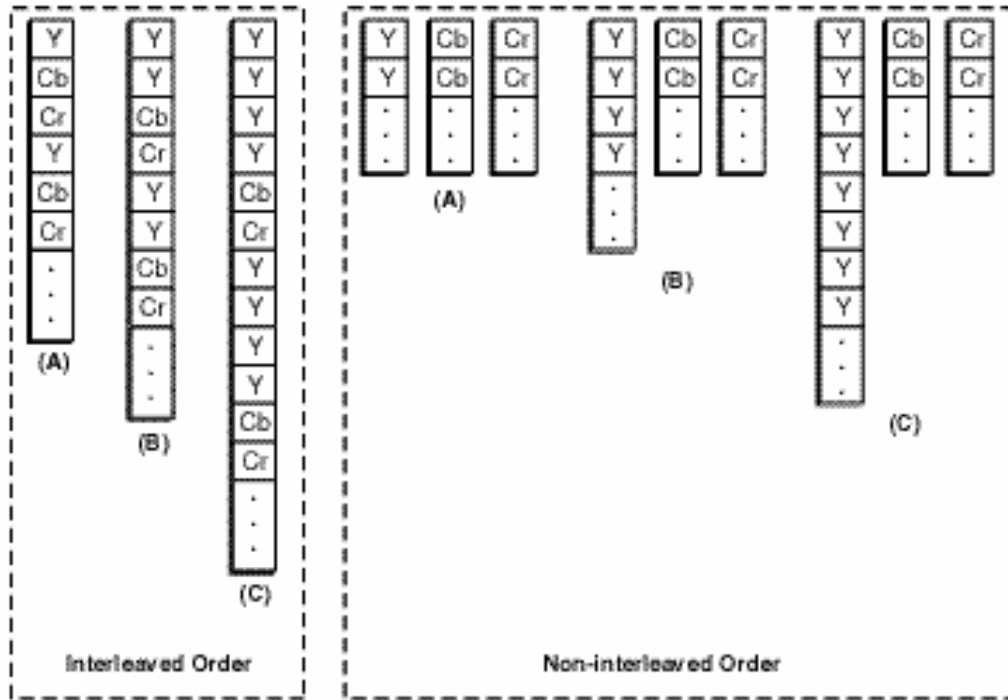 Y Y Y Y Cb Cr Y Cb Cr Y Cb Cr
Cb Y Y Y Cb Cr Y Cb Cr Y Cb Cr
Cr Cb Y . . . Y . . Y . .
Y Cr Y . . . Y . . Y . .
Cb Y Cb . . . . . . Y . .
Cr Y Cr (A) . Y
. Cb Y . (B) Y
. Cr Y Y
. . Y .
(A) . Y .
. Cb . (C)
(B) Cr
.
.
.
(C)
Interleaved Order Non-interleaved Order